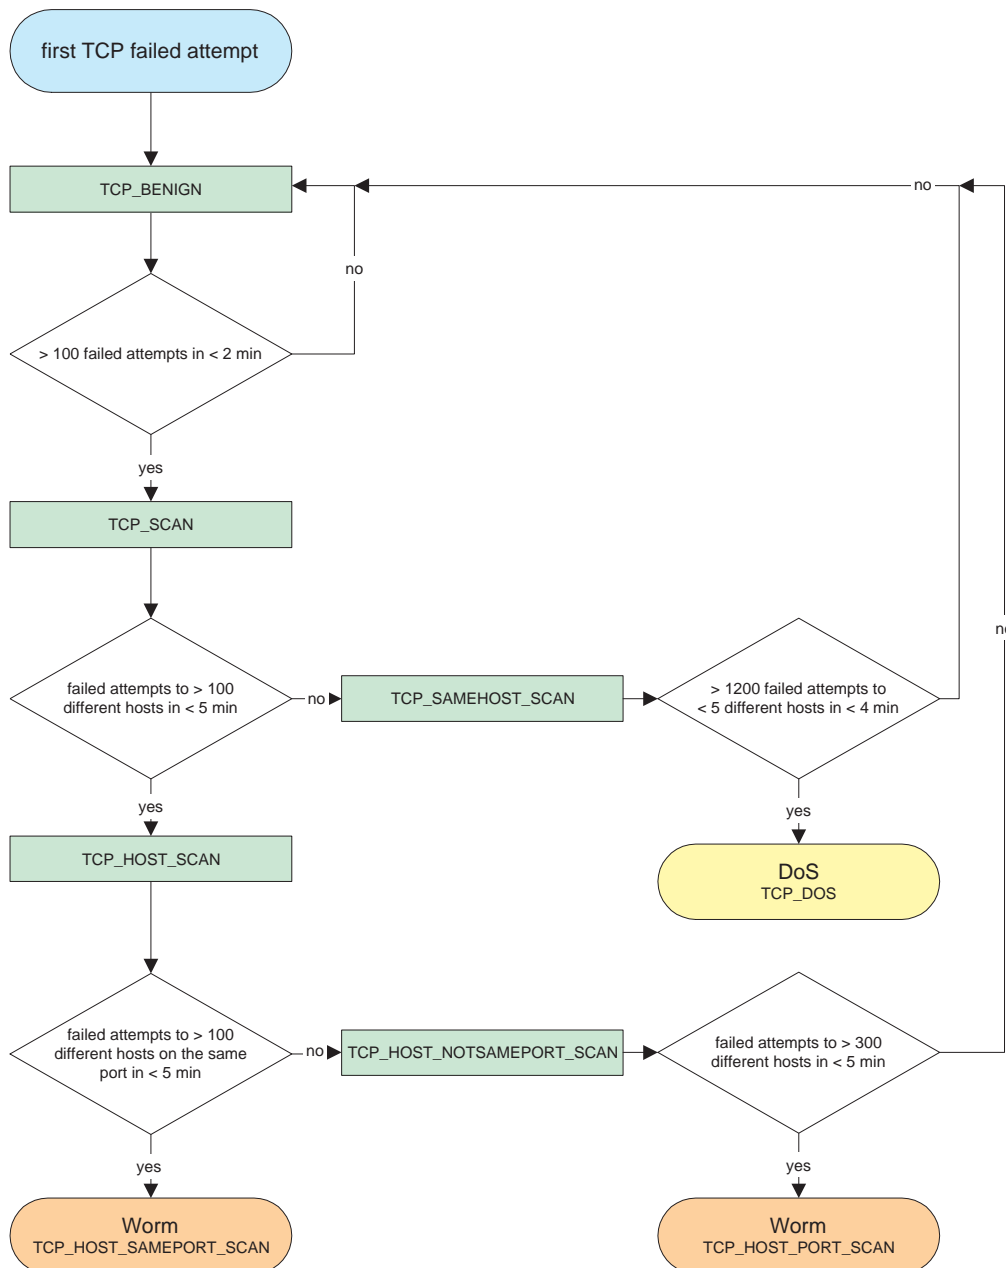 first TCP failed attempt
TCP_BENIGN
no
no
> 100 failed attempts in < 2 min
yes
TCP_SCAN
no
failed attempts to > 100
different hosts in < 5 min
no
TCP_SAMEHOST_SCAN
> 1200 failed attempts to
< 5 different hosts in < 4 min
yes
yes
TCP_HOST_SCAN
DoS
TCP_DOS
failed attempts to > 100
different hosts on the same
port in < 5 min
no
TCP_HOST_NOTSAMEPORT_SCAN
failed attempts to > 300
different hosts in < 5 min
yes
yes
Worm
TCP_HOST_SAMEPORT_SCAN
Worm
TCP_HOST_PORT_SCAN